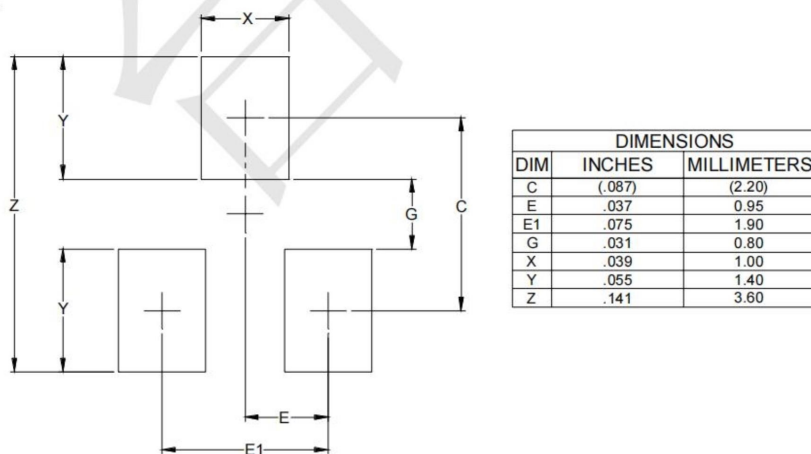 X
Y
Z
G
C
Y
E
E1
DIMENSIONS
DIM INCHES MILLIMETERS
C (.087) (2.20)
E .037 0.95
E1 .075 1.90
G .031 0.80
X .039 1.00
Y .055 1.40
Z .141 3.60